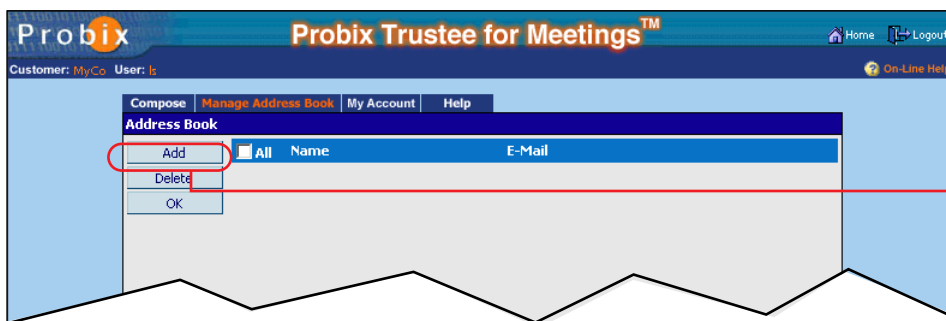 Probix Probix Trustee for Meetings™ Home Logout
Customer: MyCo User: ls On-Line Help
Compose Manage Address Book My Account Help
Address Book
Add All Name E-Mail
Delete
OK